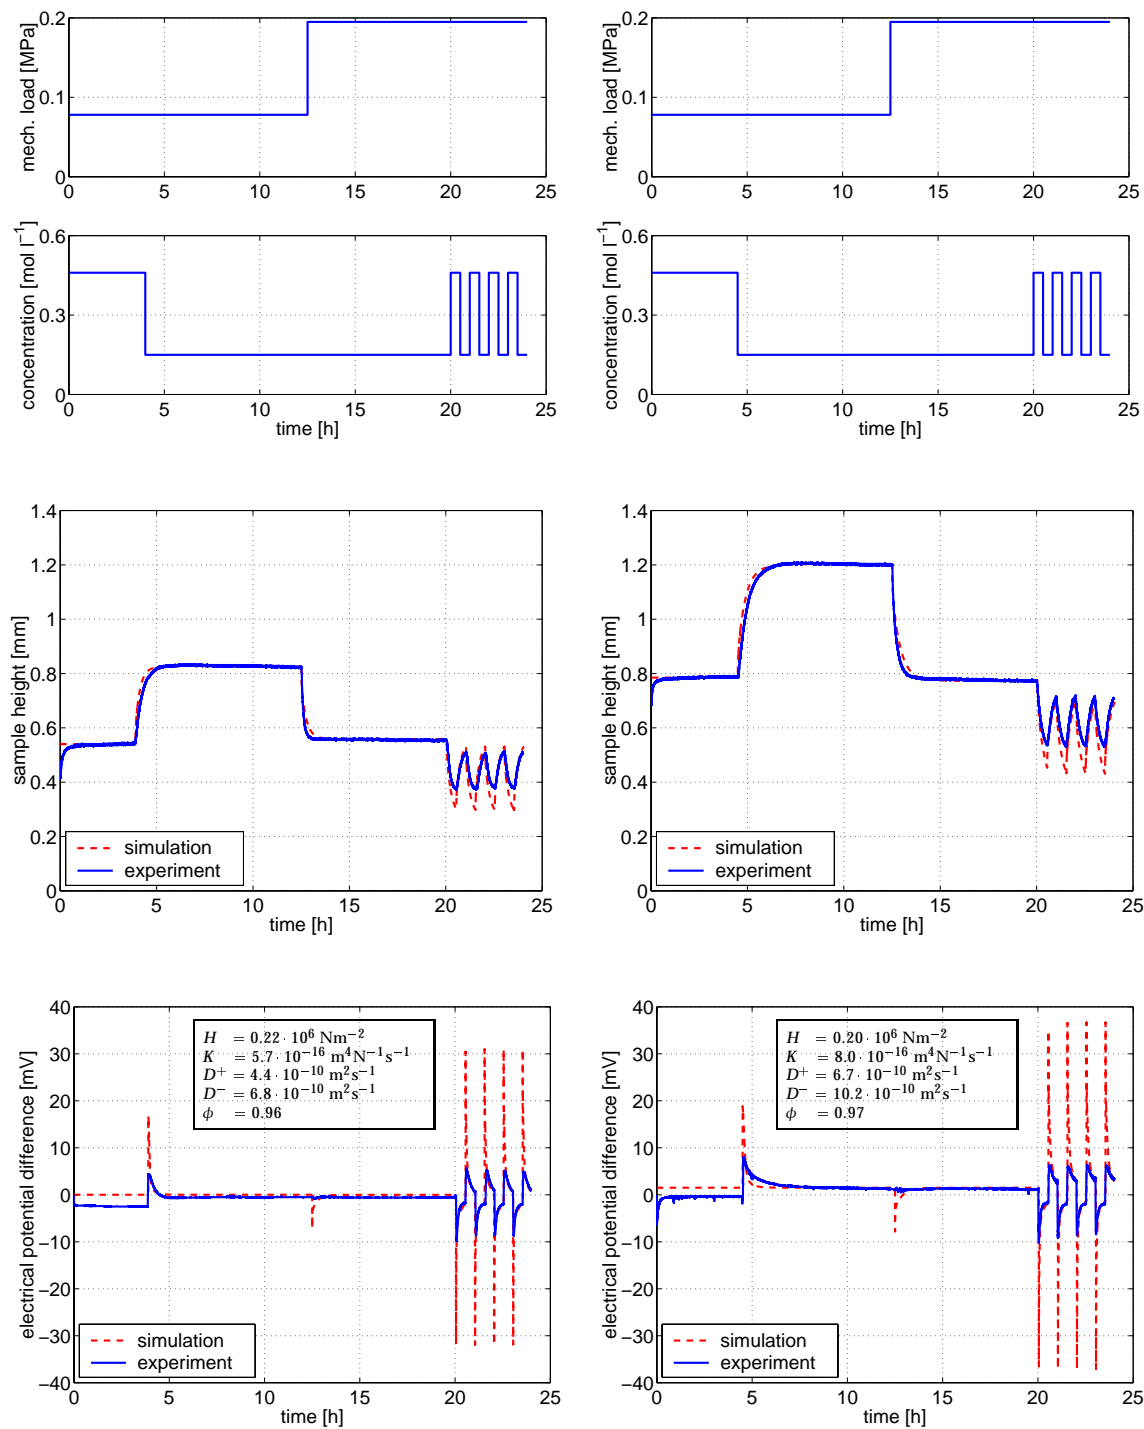 mech. load [MPa]
0.2
0.1
0
0 5 10 15 20 25
mech. load [MPa]
0.2
0.1
0
0 5 10 15 20 25
concentration [mol l⁻¹]
0.6
0.3
0
0 5 10 15 20 25
time [h]
concentration [mol l⁻¹]
0.6
0.3
0
0 5 10 15 20 25
time [h]
sample height [mm]
1.4
1.2
1
0.8
0.6
0.4
0.2
0
simulation
experiment
0 5 10 15 20 25
time [h]
sample height [mm]
1.4
1.2
1
0.8
0.6
0.4
0.2
0
simulation
experiment
0 5 10 15 20 25
time [h]
electrical potential difference [mV]
40
30
20
10
0
−10
−20
−30
−40
H = 0.22 · 10⁶ Nm⁻²
K = 5.7 · 10⁻¹⁶ m⁴N⁻¹s⁻¹
D⁺ = 4.4 · 10⁻¹⁰ m²s⁻¹
D⁻ = 6.8 · 10⁻¹⁰ m²s⁻¹
ϕ = 0.96
simulation
experiment
0 5 10 15 20 25
time [h]
electrical potential difference [mV]
40
30
20
10
0
−10
−20
−30
−40
H = 0.20 · 10⁶ Nm⁻²
K = 8.0 · 10⁻¹⁶ m⁴N⁻¹s⁻¹
D⁺ = 6.7 · 10⁻¹⁰ m²s⁻¹
D⁻ = 10.2 · 10⁻¹⁰ m²s⁻¹
ϕ = 0.97
simulation
experiment
0 5 10 15 20 25
time [h]